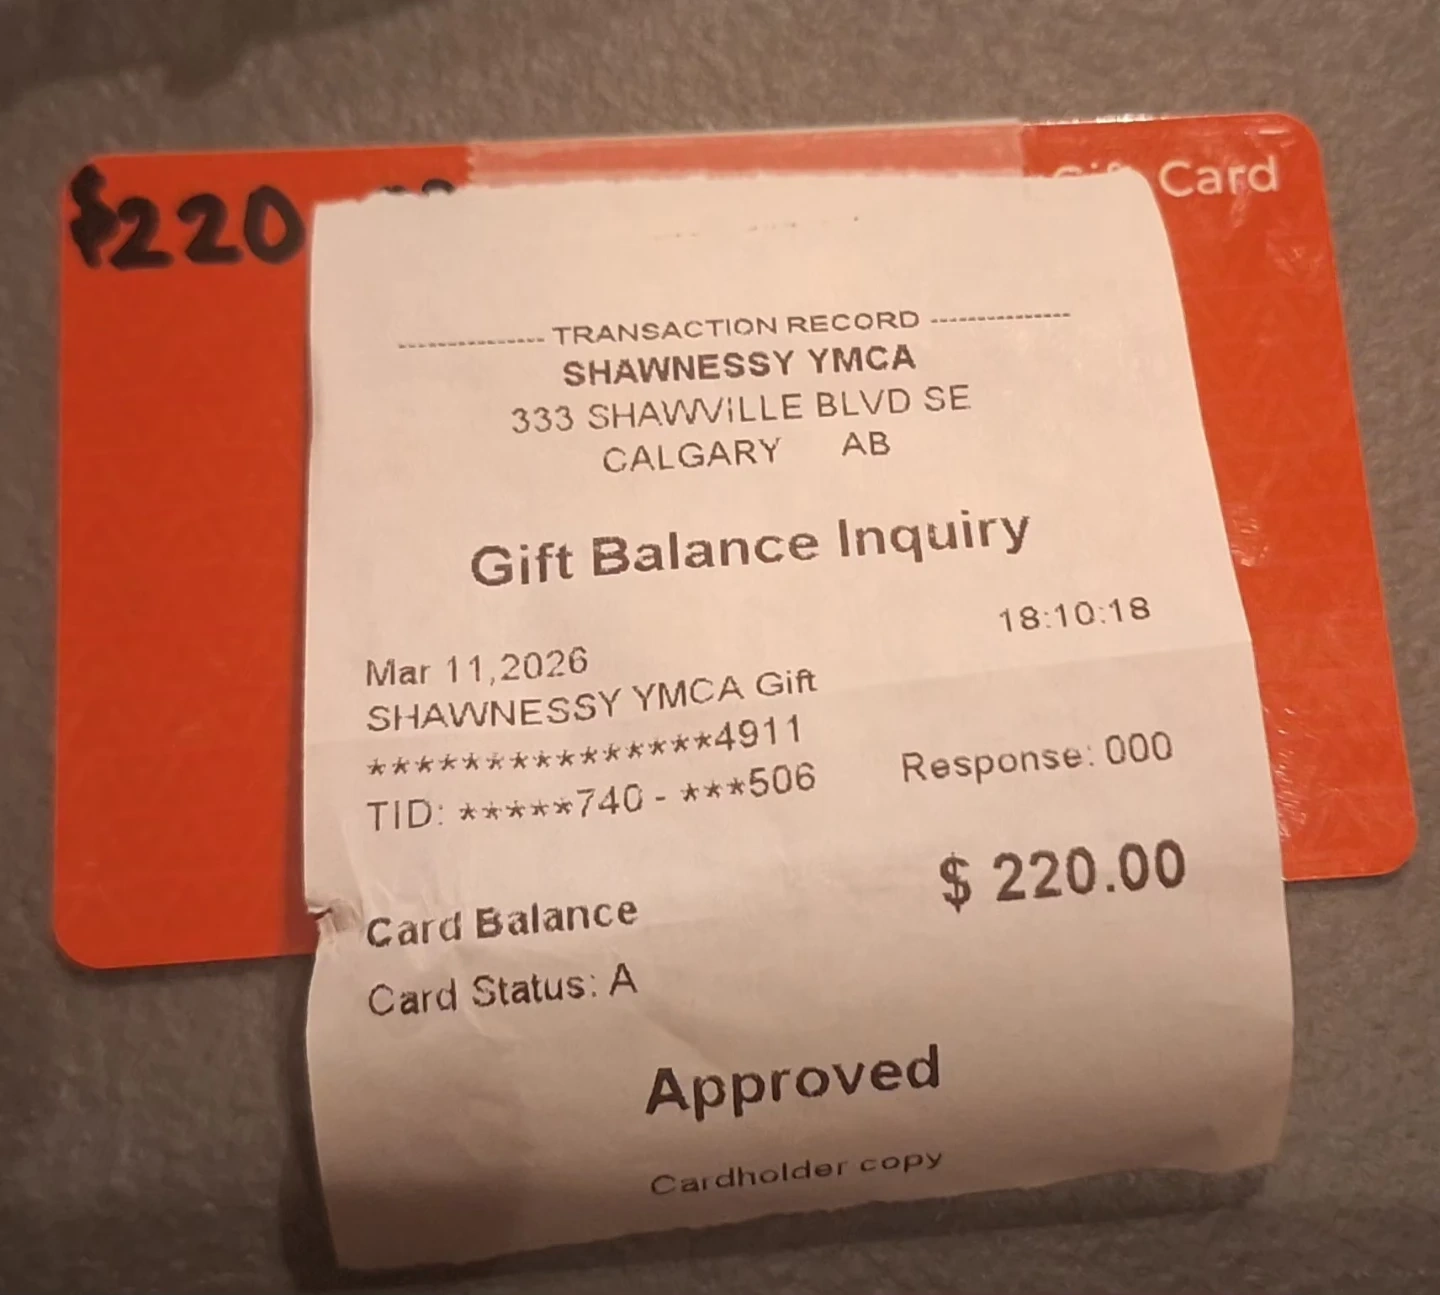 $220
Gift Card
---------------- TRANSACTION RECORD ----------------
SHAWNESSY YMCA
333 SHAWVILLE BLVD SE
CALGARY AB
Gift Balance Inquiry
18:10:18
Mar 11,2026
SHAWNESSY YMCA Gift
***************4911
TID: *****740 - ***506 Response: 000
Card Balance $ 220.00
Card Status: A
Approved
Cardholder copy